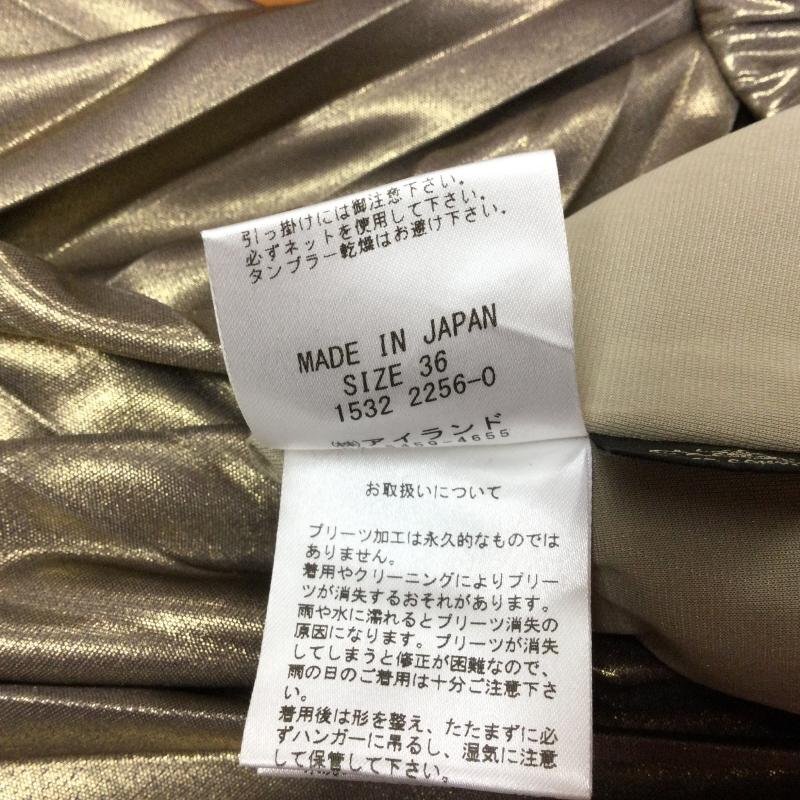 引っ掛けには御注意下さい。
必ずネットを使用して下さい。
タンブラー乾燥はお避け下さい。
MADE IN JAPAN
SIZE 36
1532 2256-0
㈱アイランド
5459-4655
お取扱いについて
プリーツ加工は永久的なものでは
ありません。
着用やクリーニングによりプリー
ツが消失するおそれがあります。
雨や水に濡れるとプリーツ消失の
原因になります。プリーツが消失
してしまうと修正が困難なので、
雨の日のご着用は十分ご注意下さ
い。
着用後は形を整え、たたまずに必
ずハンガーに吊るし、湿気に注意
して保管して下さい。